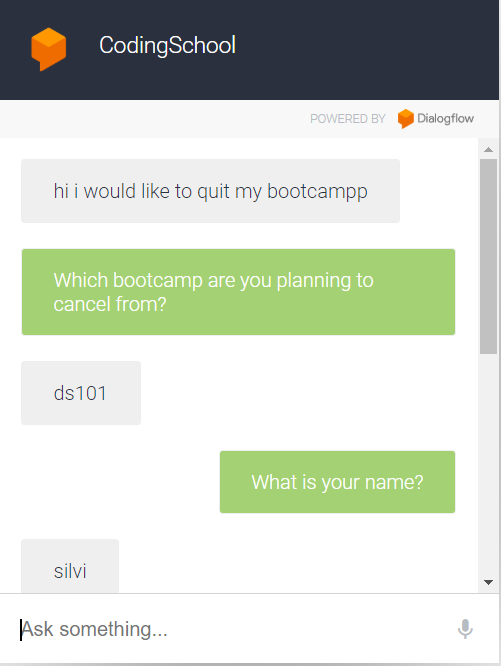 CodingSchool
POWERED BY Dialogflow
hi i would like to quit my bootcampp
Which bootcamp are you planning to
cancel from?
ds101
What is your name?
silvi
Ask something...